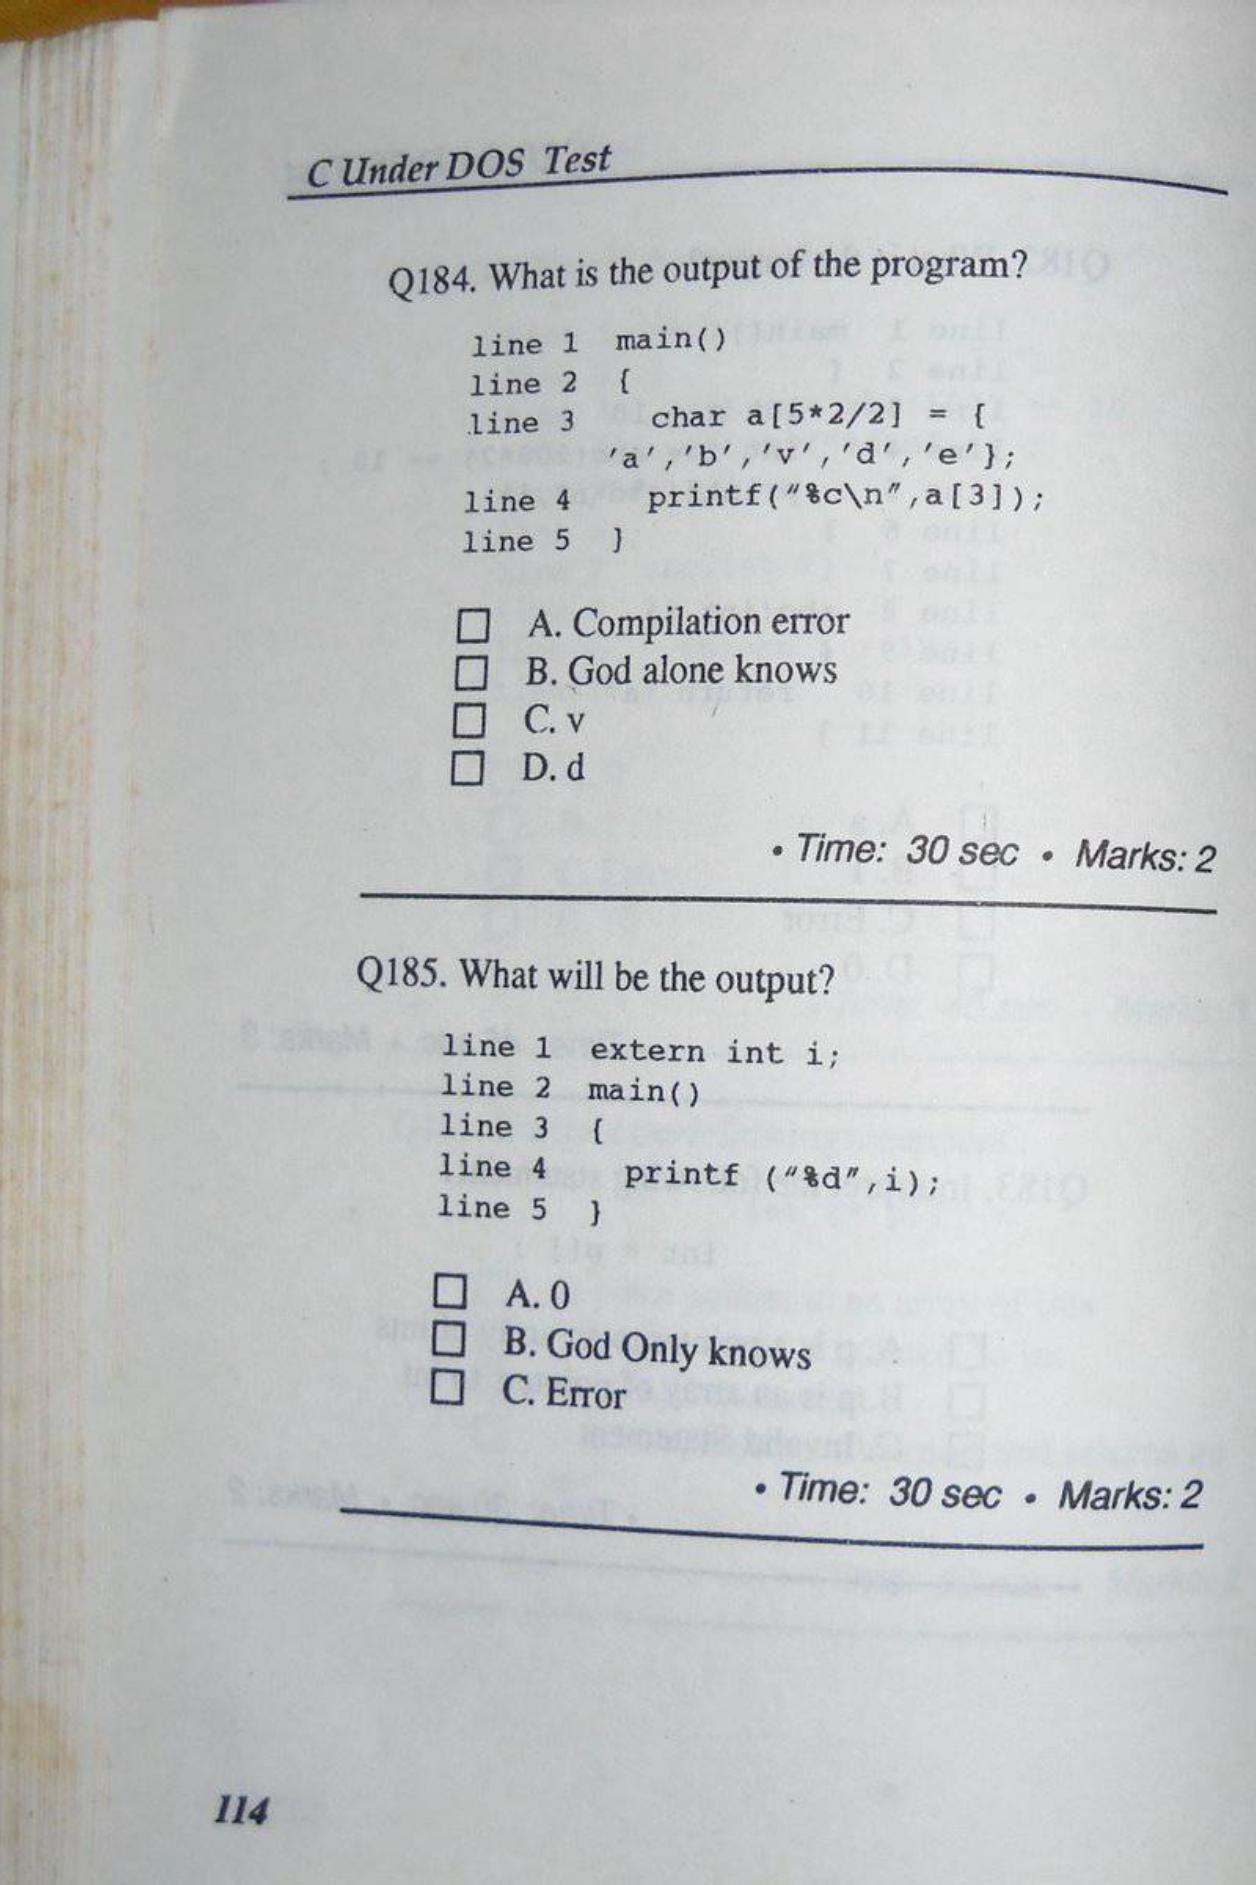 C Under DOS Test
Q184. What is the output of the program?
line 1 main()
line 2 {
line 3 char a[5*2/2] = {
'a','b','v','d','e'};
line 4 printf("%c\n",a[3]);
line 5 }
A. Compilation error
B. God alone knows
C. v
D. d
• Time: 30 sec • Marks: 2
Q185. What will be the output?
line 1 extern int i;
line 2 main()
line 3 {
line 4 printf ("%d",i);
line 5 }
A. 0
B. God Only knows
C. Error
• Time: 30 sec • Marks: 2
114